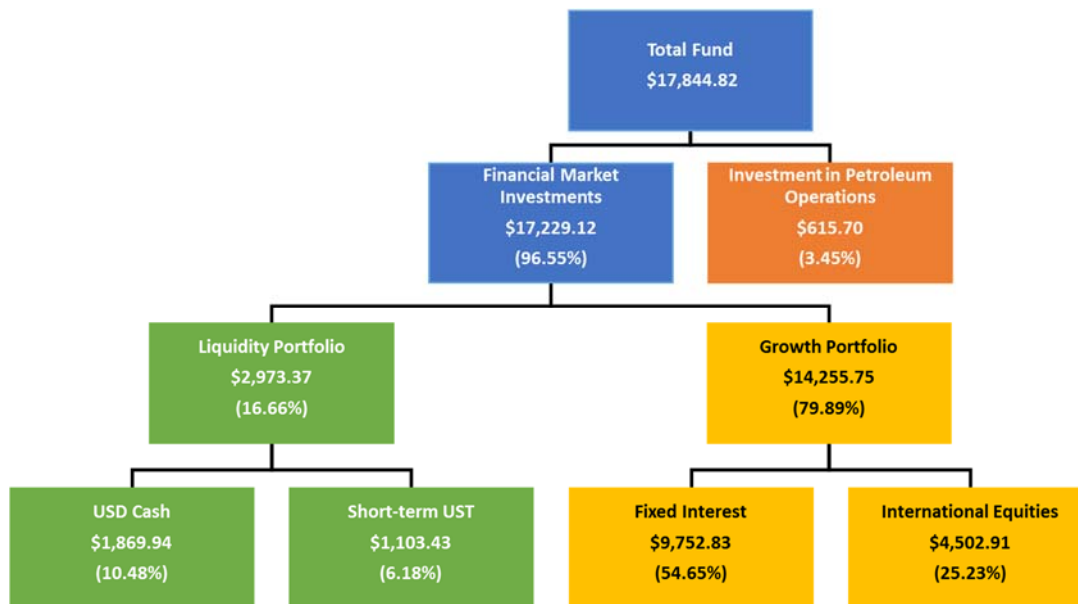 Total Fund
$17,844.82
Financial Market
Investments
$17,229.12
(96.55%)
Investment in Petroleum
Operations
$615.70
(3.45%)
Liquidity Portfolio
$2,973.37
(16.66%)
Growth Portfolio
$14,255.75
(79.89%)
USD Cash
$1,869.94
(10.48%)
Short-term UST
$1,103.43
(6.18%)
Fixed Interest
$9,752.83
(54.65%)
International Equities
$4,502.91
(25.23%)